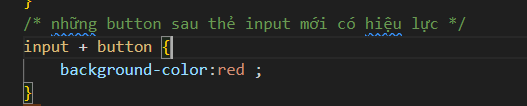 }
/* những button sau thẻ input mới có hiệu lực */
input + button {
    background-color:red ;
}